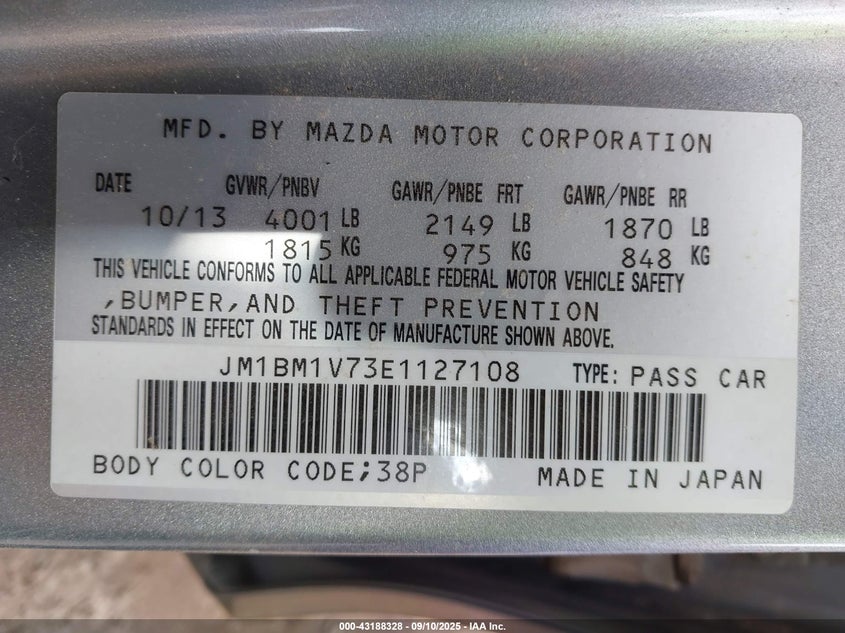 MFD. BY MAZDA MOTOR CORPORATION
DATE GVWR/PNBV GAWR/PNBE FRT GAWR/PNBE RR
10/13 4001 LB 2149 LB 1870 LB
1815 KG 975 KG 848 KG
THIS VEHICLE CONFORMS TO ALL APPLICABLE FEDERAL MOTOR VEHICLE SAFETY
,BUMPER,AND THEFT PREVENTION
STANDARDS IN EFFECT ON THE DATE OF MANUFACTURE SHOWN ABOVE.
JM1BM1V73E1127108 TYPE: PASS CAR
BODY COLOR CODE;38P MADE IN JAPAN
000-43188328 - 09/10/2025 - IAA Inc.